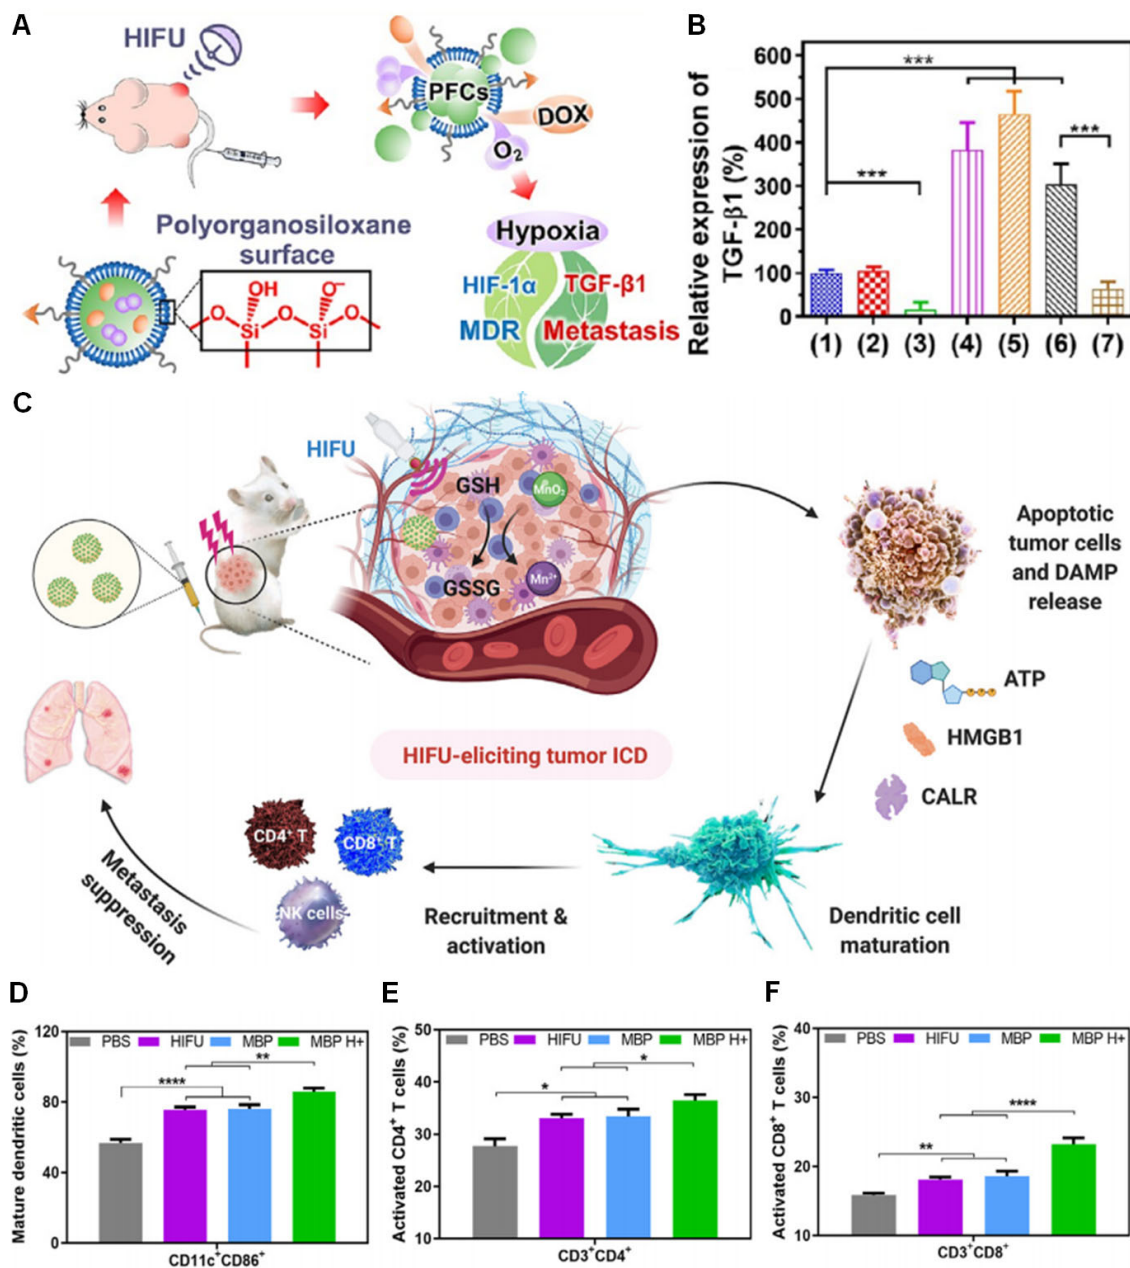 A
HIFU
PFCs
DOX
O₂
Polyorganosiloxane
surface
OH
O⁻
O
Si
O
Si
O
Hypoxia
HIF-1α
TGF-β1
MDR
Metastasis
B
Relative expression of
TGF-β1 (%)
600
500
400
300
200
100
0
***
***
***
(1)
(2)
(3)
(4)
(5)
(6)
(7)
C
HIFU
GSH
MnO₂
GSSG
Mn²⁺
Apoptotic
tumor cells
and DAMP
release
ATP
HMGB1
CALR
HIFU-eliciting tumor ICD
CD4⁺ T
CD8⁺ T
NK cells
Metastasis
suppression
Recruitment &
activation
Dendritic cell
maturation
D
Mature dendritic cells (%)
120
80
40
0
PBS HIFU MBP MBP H+
****
**
CD11c⁺CD86⁺
E
Activated CD4⁺ T cells (%)
50
40
30
20
10
PBS HIFU MBP MBP H+
*
*
CD3⁺CD4⁺
F
Activated CD8⁺ T cells (%)
40
30
20
10
PBS HIFU MBP MBP H+
**
****
CD3⁺CD8⁺